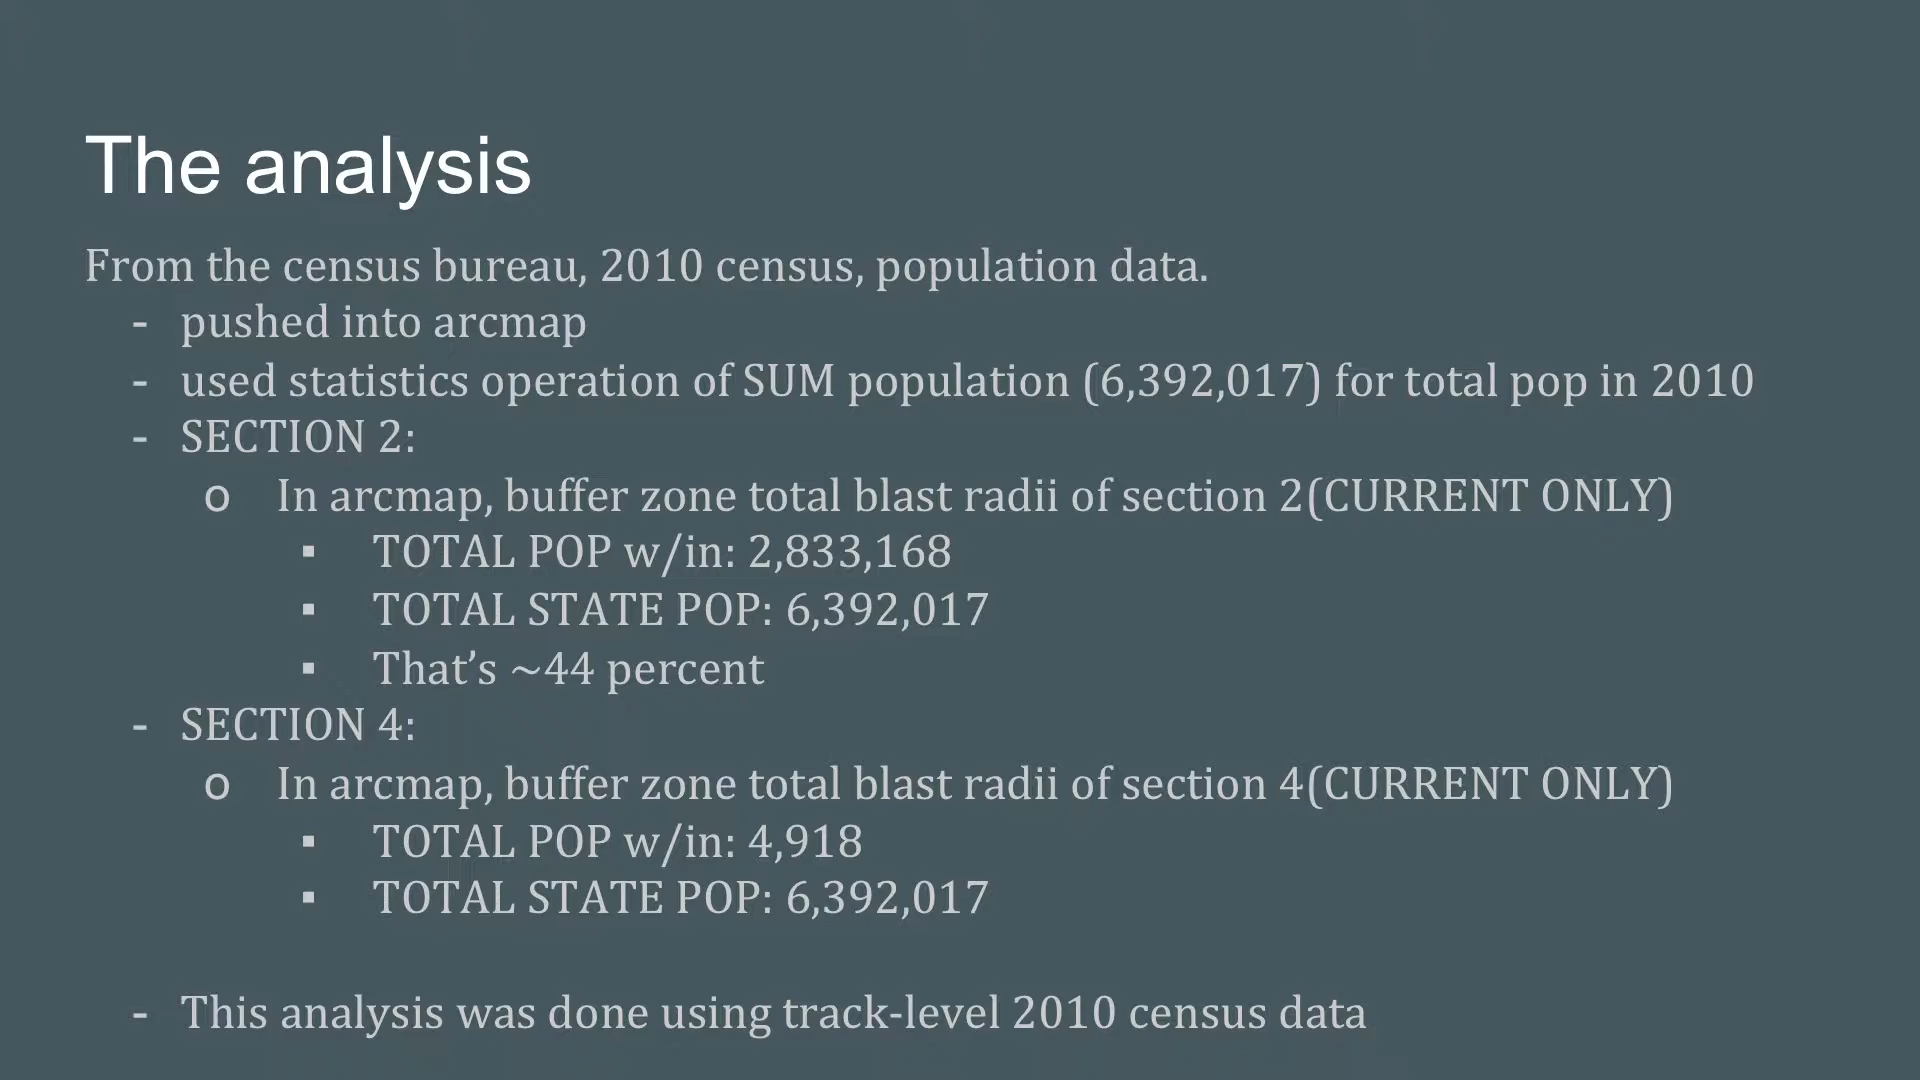 The analysis
From the census bureau, 2010 census, population data.
- pushed into arcmap
- used statistics operation of SUM population (6,392,017) for total pop in 2010
- SECTION 2:
o In arcmap, buffer zone total blast radii of section 2(CURRENT ONLY)
▪ TOTAL POP w/in: 2,833,168
▪ TOTAL STATE POP: 6,392,017
▪ That’s ~44 percent
- SECTION 4:
o In arcmap, buffer zone total blast radii of section 4(CURRENT ONLY)
▪ TOTAL POP w/in: 4,918
▪ TOTAL STATE POP: 6,392,017
- This analysis was done using track-level 2010 census data